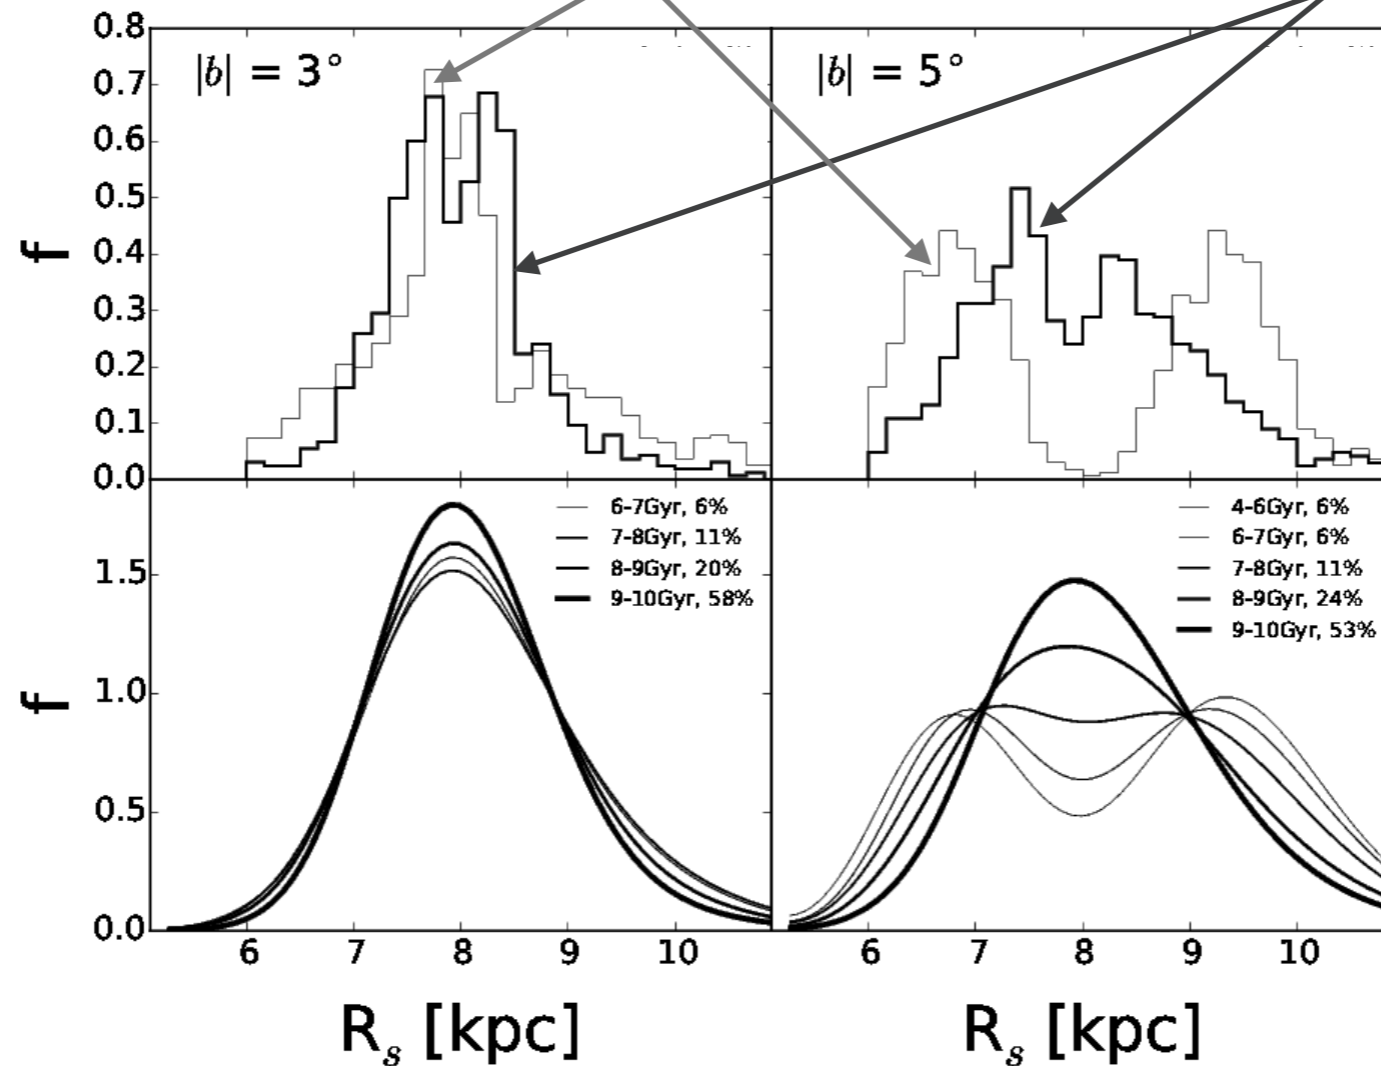 |b| = 3°
|b| = 5°
0.8
0.7
0.6
0.5
0.4
0.3
0.2
0.1
0.0
f
6-7Gyr, 6%
7-8Gyr, 11%
8-9Gyr, 20%
9-10Gyr, 58%
4-6Gyr, 6%
6-7Gyr, 6%
7-8Gyr, 11%
8-9Gyr, 24%
9-10Gyr, 53%
1.5
1.0
0.5
0.0
f
6 7 8 9 10
6 7 8 9 10
Rs [kpc]
Rs [kpc]